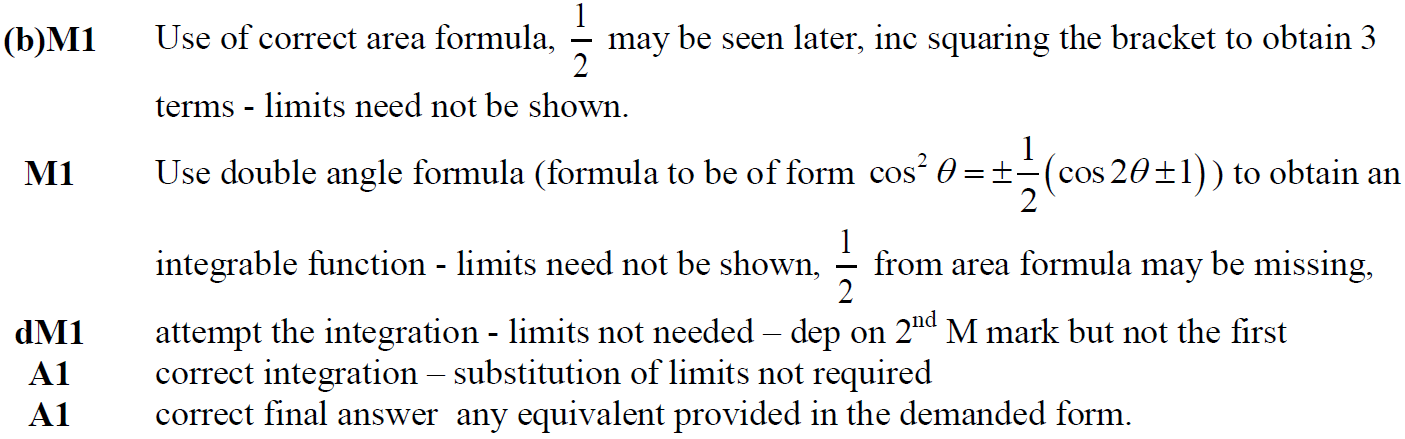 (b)M1 Use of correct area formula, 1/2 may be seen later, inc squaring the bracket to obtain 3
terms - limits need not be shown.
M1 Use double angle formula (formula to be of form cos² θ = ±1/2(cos 2θ ± 1)) to obtain an
integrable function - limits need not be shown, 1/2 from area formula may be missing,
dM1 attempt the integration - limits not needed – dep on 2nd M mark but not the first
A1 correct integration – substitution of limits not required
A1 correct final answer any equivalent provided in the demanded form.